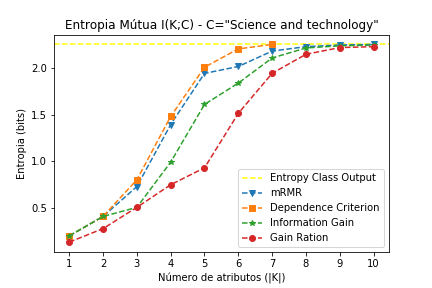 Entropia Mútua I(K;C) - C="Science and technology"
Entropia (bits)
2.0
1.5
1.0
0.5
Entropy Class Output
mRMR
Dependence Criterion
Information Gain
Gain Ration
1 2 3 4 5 6 7 8 9 10
Número de atributos (|K|)